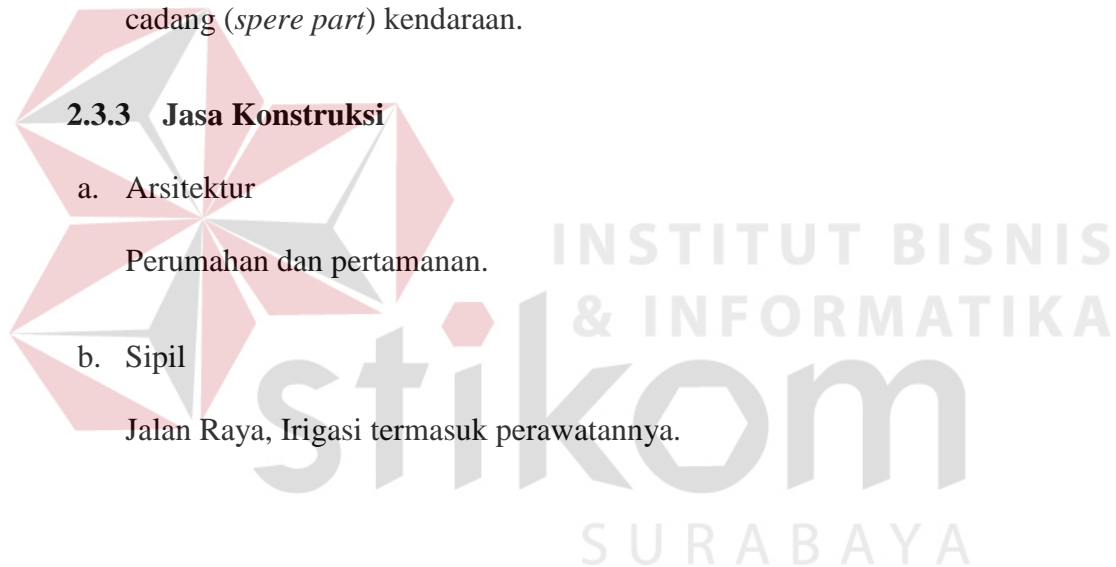 cadang (spere part) kendaraan.
2.3.3 Jasa Konstruksi
a. Arsitektur
Perumahan dan pertamanan.
b. Sipil
Jalan Raya, Irigasi termasuk perawatannya.
INSTITUT BISNIS
& INFORMATIKA
stikom
SURABAYA